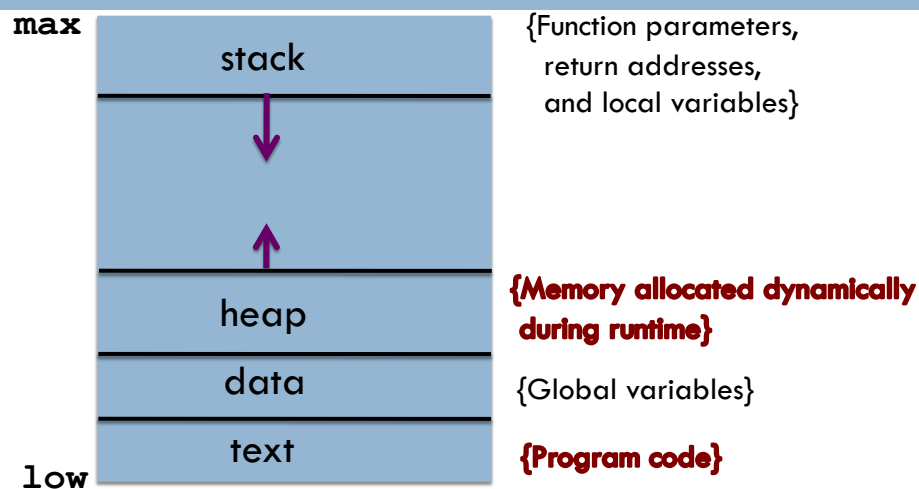 max
stack
{Function parameters,
return addresses,
and local variables}
heap
{Memory allocated dynamically
during runtime}
data
{Global variables}
text
{Program code}
low